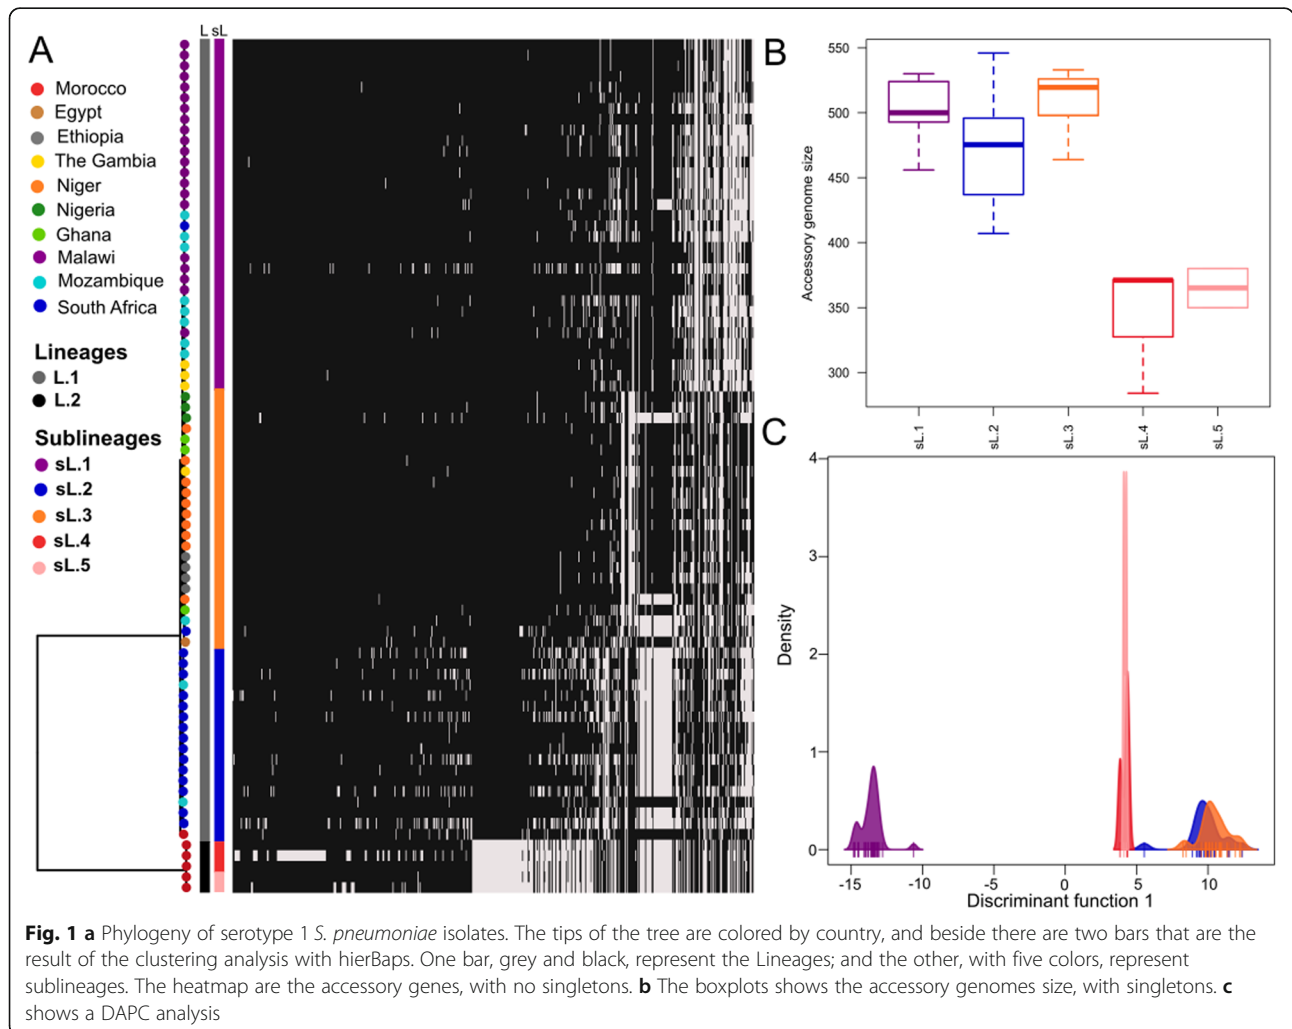 A
L sL
Morocco
Egypt
Ethiopia
The Gambia
Niger
Nigeria
Ghana
Malawi
Mozambique
South Africa
Lineages
L.1
L.2
Sublineages
sL.1
sL.2
sL.3
sL.4
sL.5
B
Accessory genome size
550
500
450
400
350
300
sL.1
sL.2
sL.3
sL.4
sL.5
C
Density
4
3
2
1
0
-15 -10 -5 0 5 10
Discriminant function 1
Fig. 1 a Phylogeny of serotype 1 S. pneumoniae isolates. The tips of the tree are colored by country, and beside there are two bars that are the
result of the clustering analysis with hierBaps. One bar, grey and black, represent the Lineages; and the other, with five colors, represent
sublineages. The heatmap are the accessory genes, with no singletons. b The boxplots shows the accessory genomes size, with singletons. c
shows a DAPC analysis